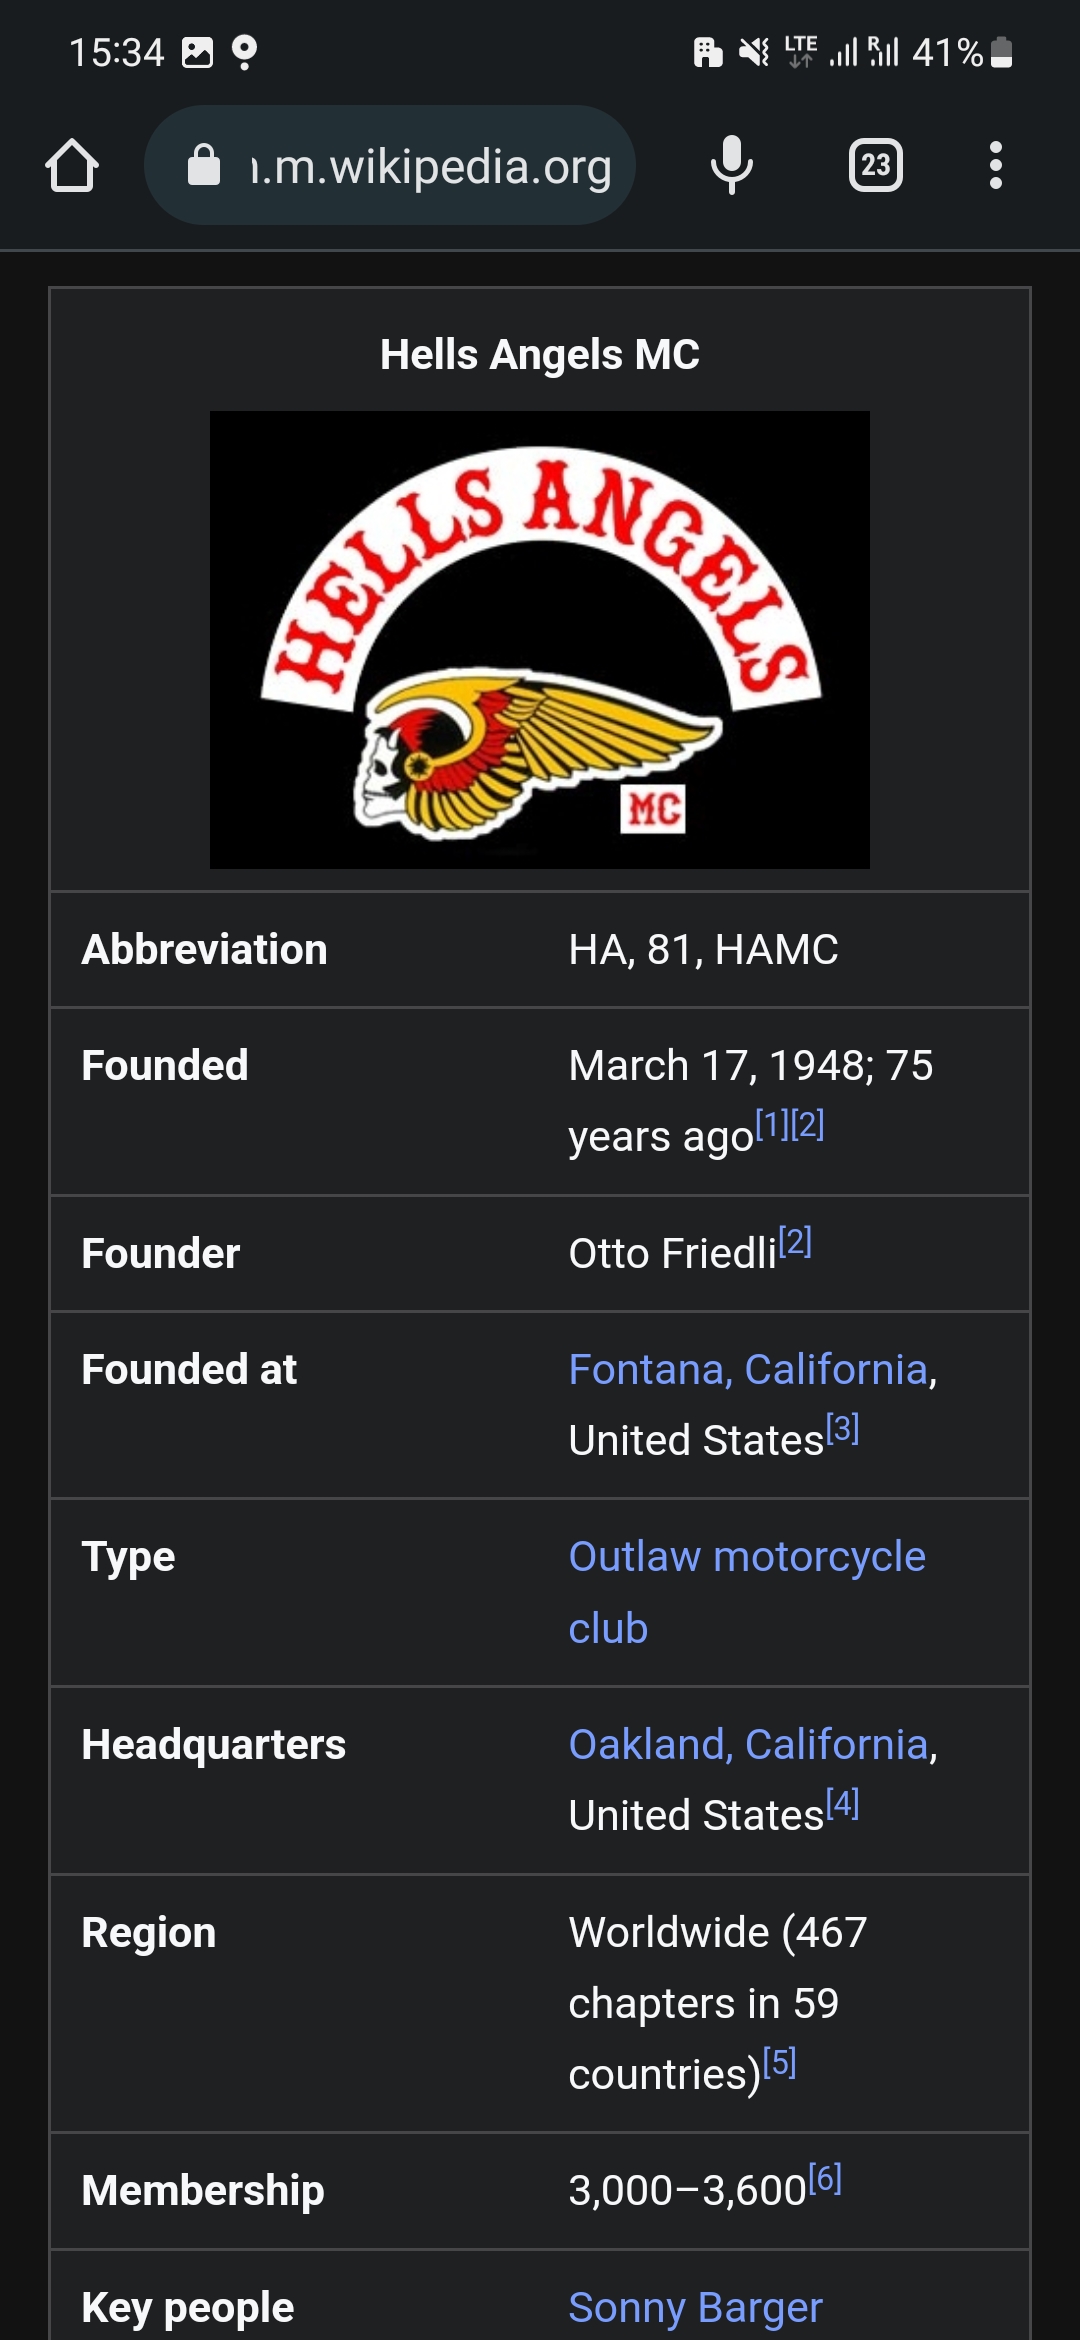 15:34
LTE
R
41%
.m.wikipedia.org
23
Hells Angels MC
HELLS ANGELS
MC
Abbreviation HA, 81, HAMC
Founded March 17, 1948; 75
years ago[1][2]
Founder Otto Friedli[2]
Founded at Fontana, California,
United States[3]
Type Outlaw motorcycle
club
Headquarters Oakland, California,
United States[4]
Region Worldwide (467
chapters in 59
countries)[5]
Membership 3,000–3,600[6]
Key people Sonny Barger